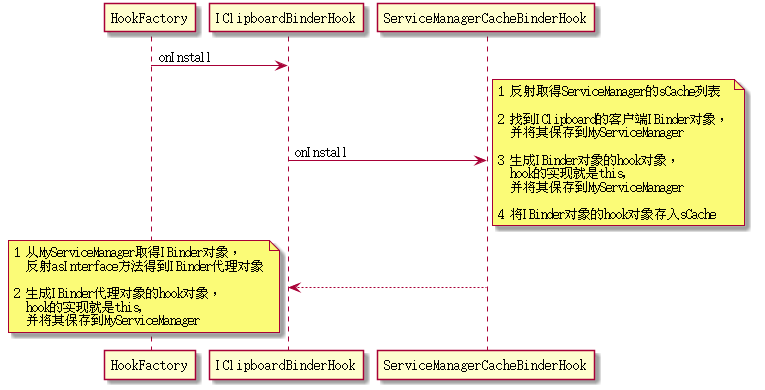 HookFactory
IClipboardBinderHook
ServiceManagerCacheBinderHook
onInstall
1 反射取得ServiceManager的sCache列表
2 找到IClipboard的客户端IBinder对象，
并将其保存到MyServiceManager
onInstall
3 生成IBinder对象的hook对象，
hook的实现就是this，
并将其保存到MyServiceManager
4 将IBinder对象的hook对象存入sCache
1 从MyServiceManager取得IBinder对象，
反射asInterface方法得到IBinder代理对象
2 生成IBinder代理对象的hook对象，
hook的实现就是this，
并将其保存到MyServiceManager
HookFactory
IClipboardBinderHook
ServiceManagerCacheBinderHook